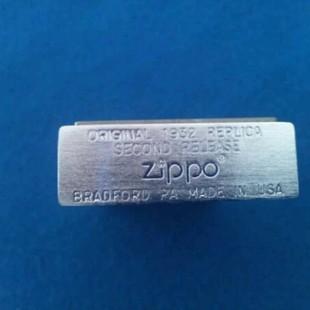 ORIGINAL 1932 REPLICA
SECOND RELEASE
Zippo®
BRADFORD PA MADE IN USA